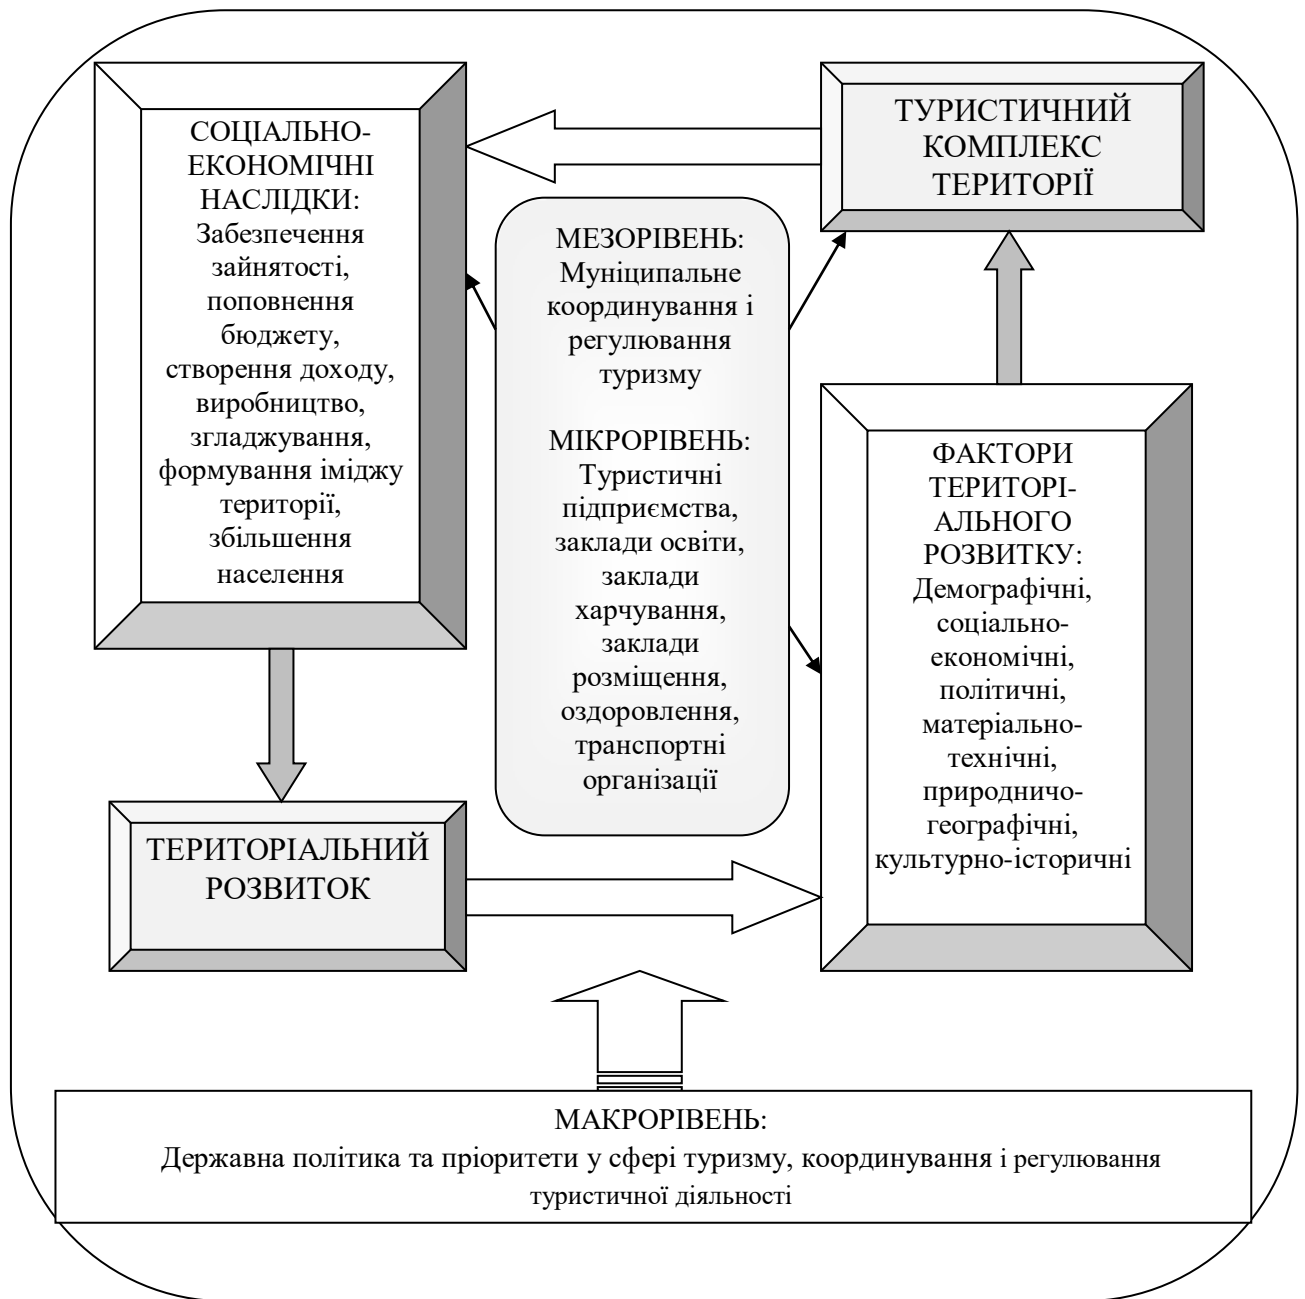 СОЦІАЛЬНО-
ЕКОНОМІЧНІ
НАСЛІДКИ:
Забезпечення
зайнятості,
поповнення
бюджету,
створення доходу,
виробництво,
згладжування,
формування іміджу
території,
збільшення
населення
ТУРИСТИЧНИЙ
КОМПЛЕКС
ТЕРИТОРІЇ
МЕЗОРІВЕНЬ:
Муніципальне
координування і
регулювання
туризму
МІКРОРІВЕНЬ:
Туристичні
підприємства,
заклади освіти,
заклади
харчування,
заклади
розміщення,
оздоровлення,
транспортні
організації
ФАКТОРИ
ТЕРИТОРІ-
АЛЬНОГО
РОЗВИТКУ:
Демографічні,
соціально-
економічні,
політичні,
матеріально-
технічні,
природничо-
географічні,
культурно-історичні
ТЕРИТОРІАЛЬНИЙ
РОЗВИТОК
МАКРОРІВЕНЬ:
Державна політика та пріоритети у сфері туризму, координування і регулювання
туристичної діяльності